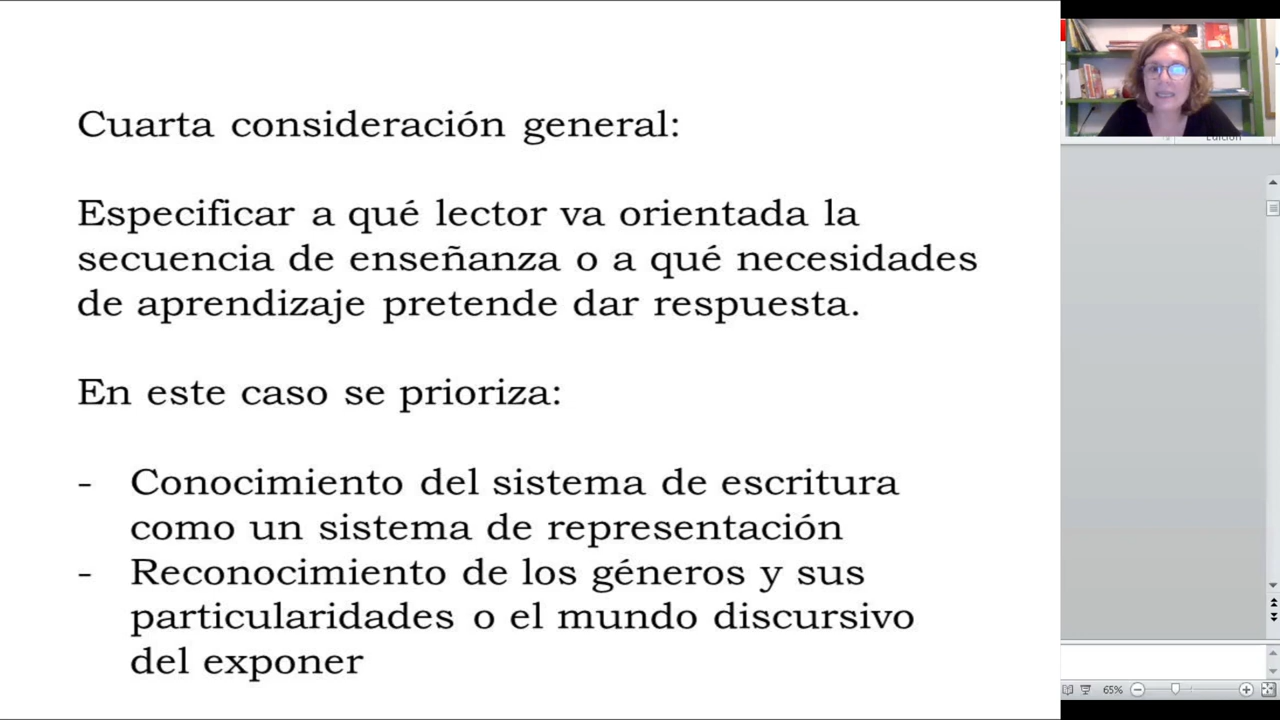 Cuarta consideración general:
Especificar a qué lector va orientada la
secuencia de enseñanza o a qué necesidades
de aprendizaje pretende dar respuesta.
En este caso se prioriza:
- Conocimiento del sistema de escritura
como un sistema de representación
- Reconocimiento de los géneros y sus
particularidades o el mundo discursivo
del exponer
Edición
65%